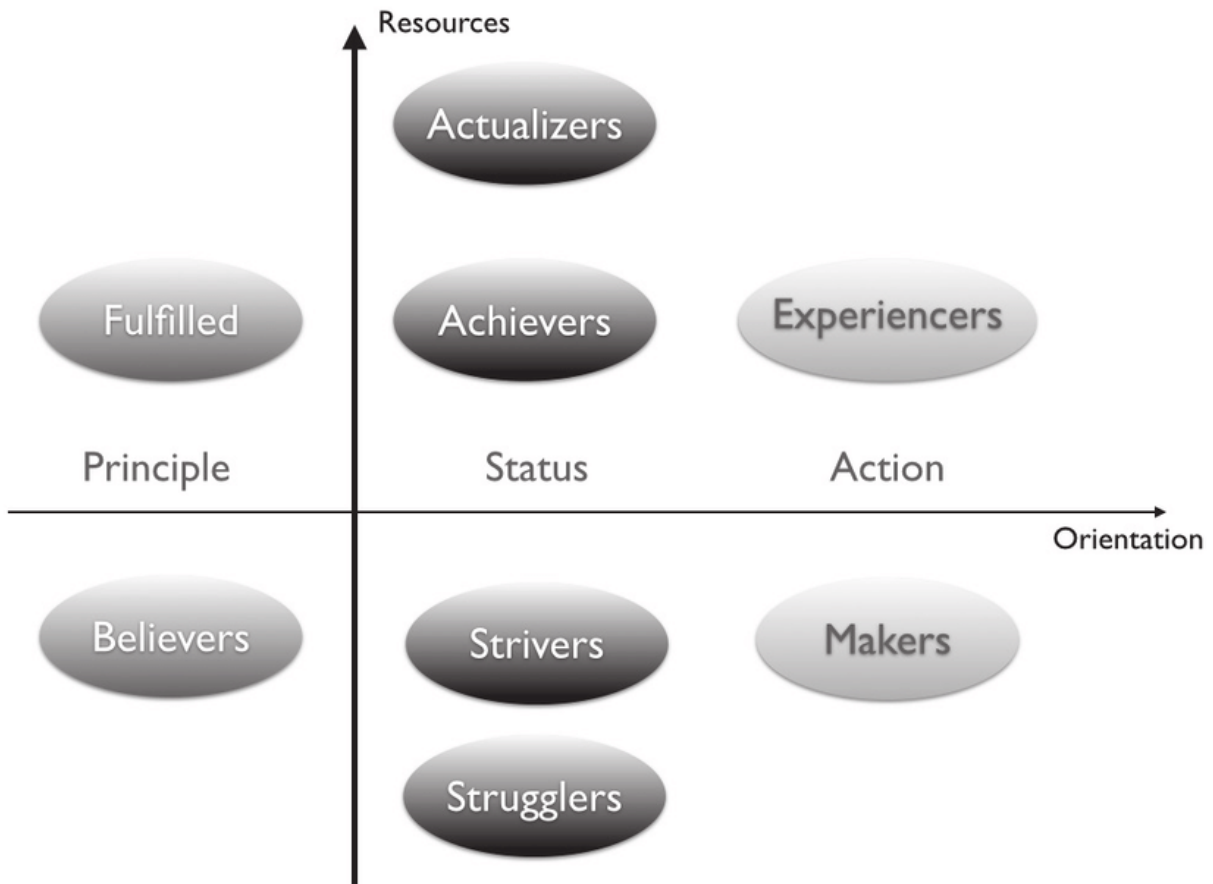 Resources
Actualizers
Fulfilled
Achievers
Experiencers
Principle
Status
Action
Orientation
Believers
Strivers
Makers
Strugglers